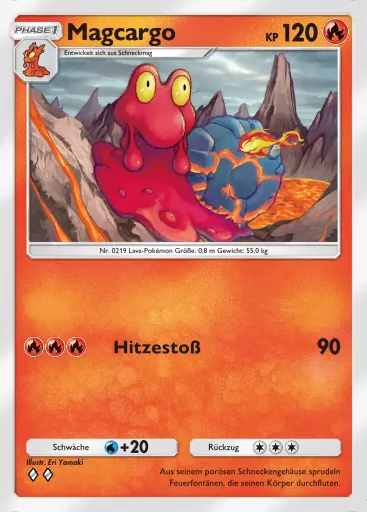 PHASE 1
Magcargo
KP 120
Entwickelt sich aus Schneckmag
Nr. 0219 Lava-Pokémon Größe: 0,8 m Gewicht: 55,0 kg
Hitzestoß 90
Schwäche +20 Rückzug
Illustr. Eri Yamaki
Aus seinem porösen Schneckengehäuse sprudeln
Feuerfontänen, die seinen Körper durchfluten.